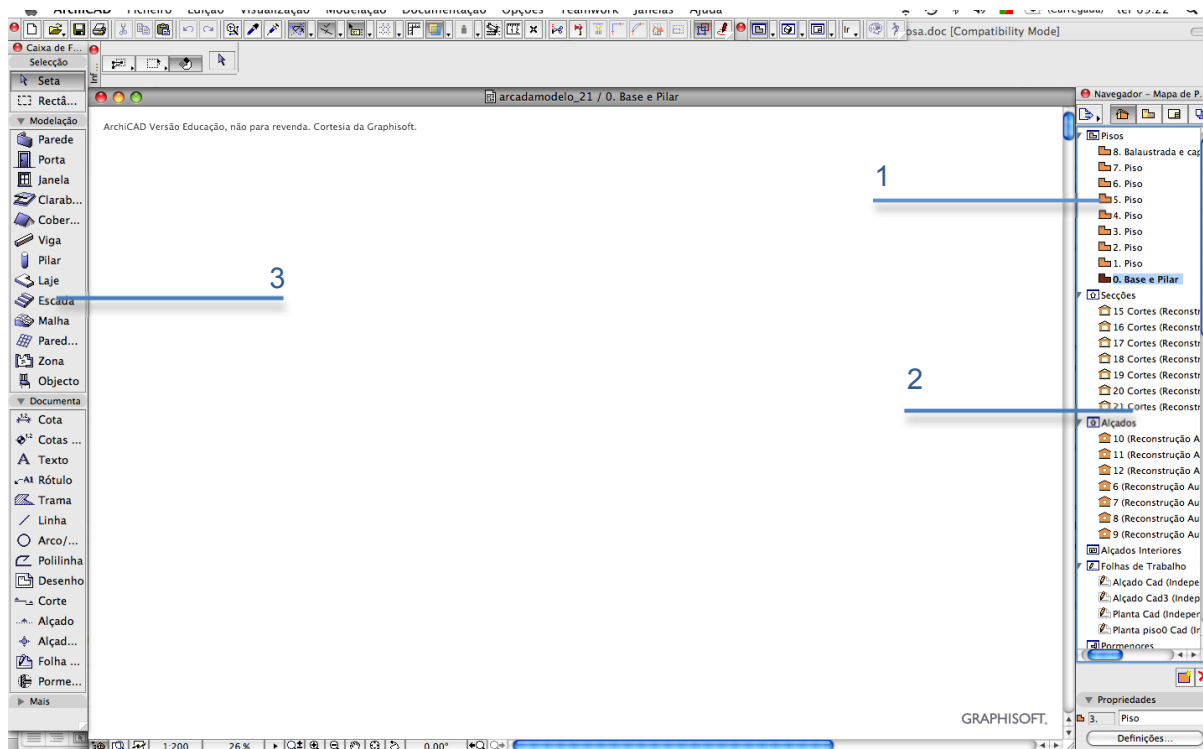 ArchiCAD Ficheiro Edição Visualização Modelação Documentação Opções Teamwork Janelas Ajuda
osa.doc [Compatibility Mode]
Caixa de F...
Selecção
Seta
Rectâ...
Modelação
Parede
Porta
Janela
Clarab...
Cober...
Viga
Pilar
Laje
Escada
Malha
Pared...
Zona
Objecto
Documenta
Cota
Cotas ...
Texto
Rótulo
Trama
Linha
Arco/...
Polilinha
Desenho
Corte
Alçado
Alçad...
Folha ...
Porme...
Mais
Inf...
arcadamodelo_21 / 0. Base e Pilar
ArchiCAD Versão Educação, não para revenda. Cortesia da Graphisoft.
1
2
3
GRAPHISOFT.
1:200 26 % 0.00°
Navegador – Mapa de P.
Pisos
8. Balaustrada e cap
7. Piso
6. Piso
5. Piso
4. Piso
3. Piso
2. Piso
1. Piso
0. Base e Pilar
Secções
15 Cortes (Reconstr
16 Cortes (Reconstr
17 Cortes (Reconstr
18 Cortes (Reconstr
19 Cortes (Reconstr
20 Cortes (Reconstr
21 Cortes (Reconstr
Alçados
10 (Reconstrução A
11 (Reconstrução A
12 (Reconstrução A
6 (Reconstrução Au
7 (Reconstrução Au
8 (Reconstrução Au
9 (Reconstrução Au
Alçados Interiores
Folhas de Trabalho
Alçado Cad (Indepe
Alçado Cad3 (Indep
Planta Cad (Indeper
Planta piso0 Cad (Ir
Pormenores
Propriedades
3. Piso
Definições...